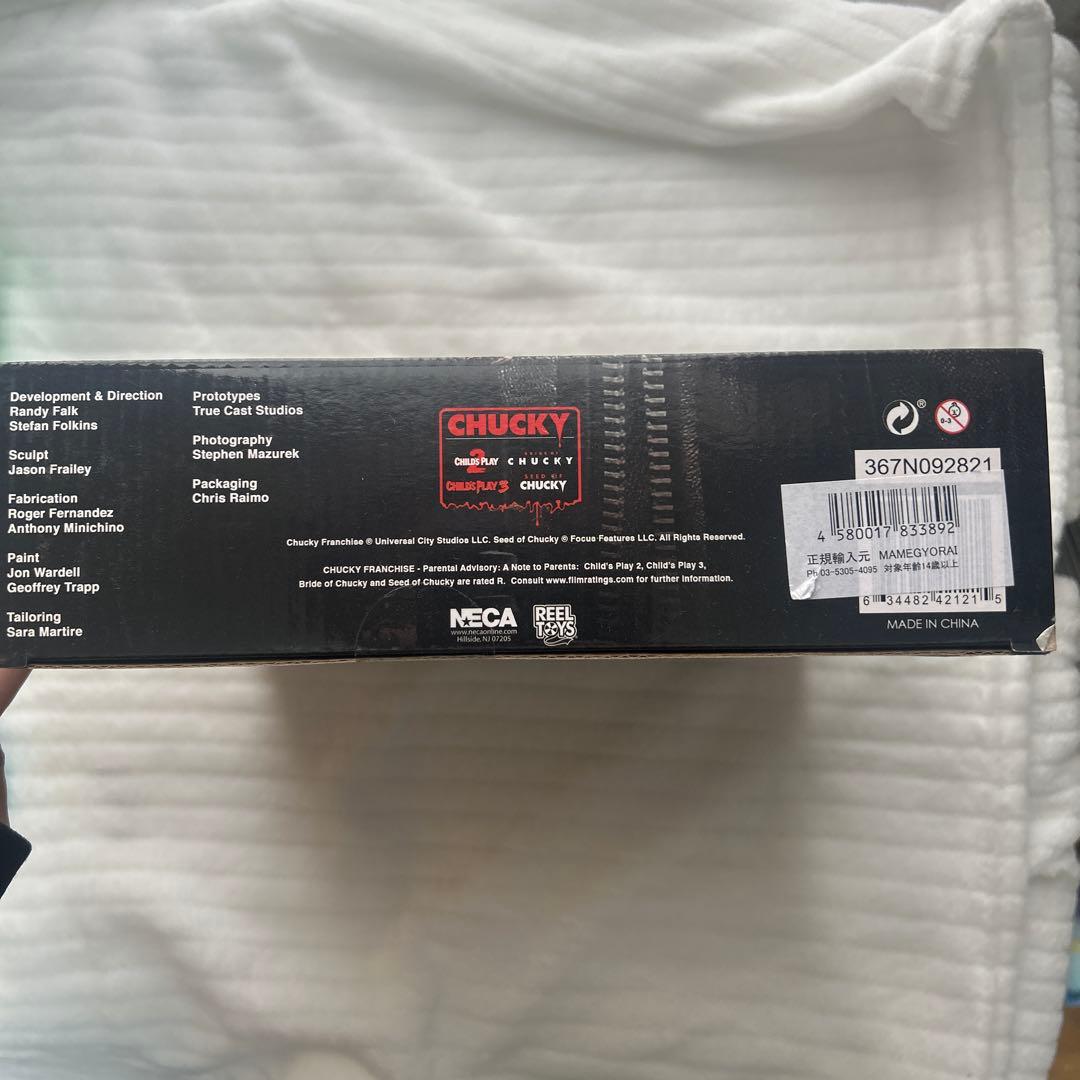 Development & Direction
Randy Falk
Stefan Folkins
Sculpt
Jason Frailey
Fabrication
Roger Fernandez
Anthony Minichino
Paint
Jon Wardell
Geoffrey Trapp
Tailoring
Sara Martire
Prototypes
True Cast Studios
Photography
Stephen Mazurek
Packaging
Chris Raimo
CHUCKY
CHILD'S PLAY 2
BRIDE OF
CHUCKY
CHILD'S PLAY 3
SEED OF
CHUCKY
Chucky Franchise © Universal City Studios LLC. Seed of Chucky © Focus Features LLC. All Rights Reserved.
CHUCKY FRANCHISE - Parental Advisory: A Note to Parents: Child's Play 2, Child's Play 3,
Bride of Chucky and Seed of Chucky are rated R. Consult www.filmratings.com for further information.
NECA
www.necaonline.com
Hillside, NJ 07205
REEL
TOYS
®
0-3
367N092821
4 580017 833892
正規輸入元 MAMEGYORAI
Ph 03-5305-4095 対象年齢14歳以上
6 34482 42121 5
MADE IN CHINA